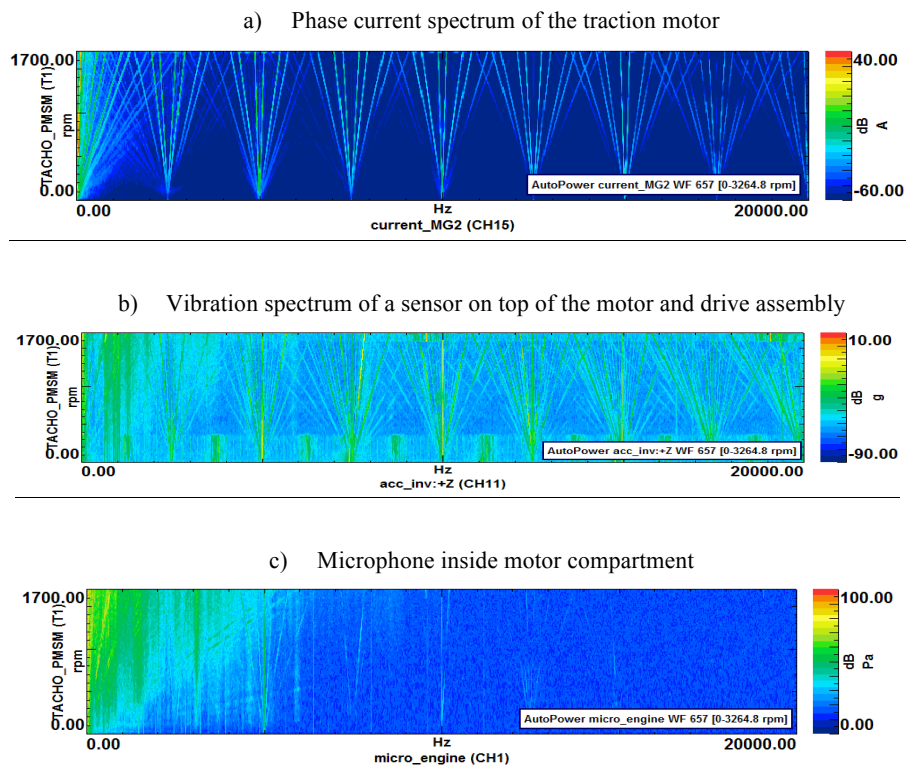 a) Phase current spectrum of the traction motor
1700.00
TACHO_PMSM (T1)
rpm
0.00
0.00
Hz
20000.00
current_MG2 (CH15)
AutoPower current_MG2 WF 657 [0-3264.8 rpm]
40.00
dB
A
-60.00
b) Vibration spectrum of a sensor on top of the motor and drive assembly
1700.00
TACHO_PMSM (T1)
rpm
0.00
0.00
Hz
20000.00
acc_inv:+Z (CH11)
AutoPower acc_inv:+Z WF 657 [0-3264.8 rpm]
10.00
dB
g
-90.00
c) Microphone inside motor compartment
1700.00
TACHO_PMSM (T1)
rpm
0.00
0.00
Hz
20000.00
micro_engine (CH1)
AutoPower micro_engine WF 657 [0-3264.8 rpm]
100.00
dB
Pa
0.00